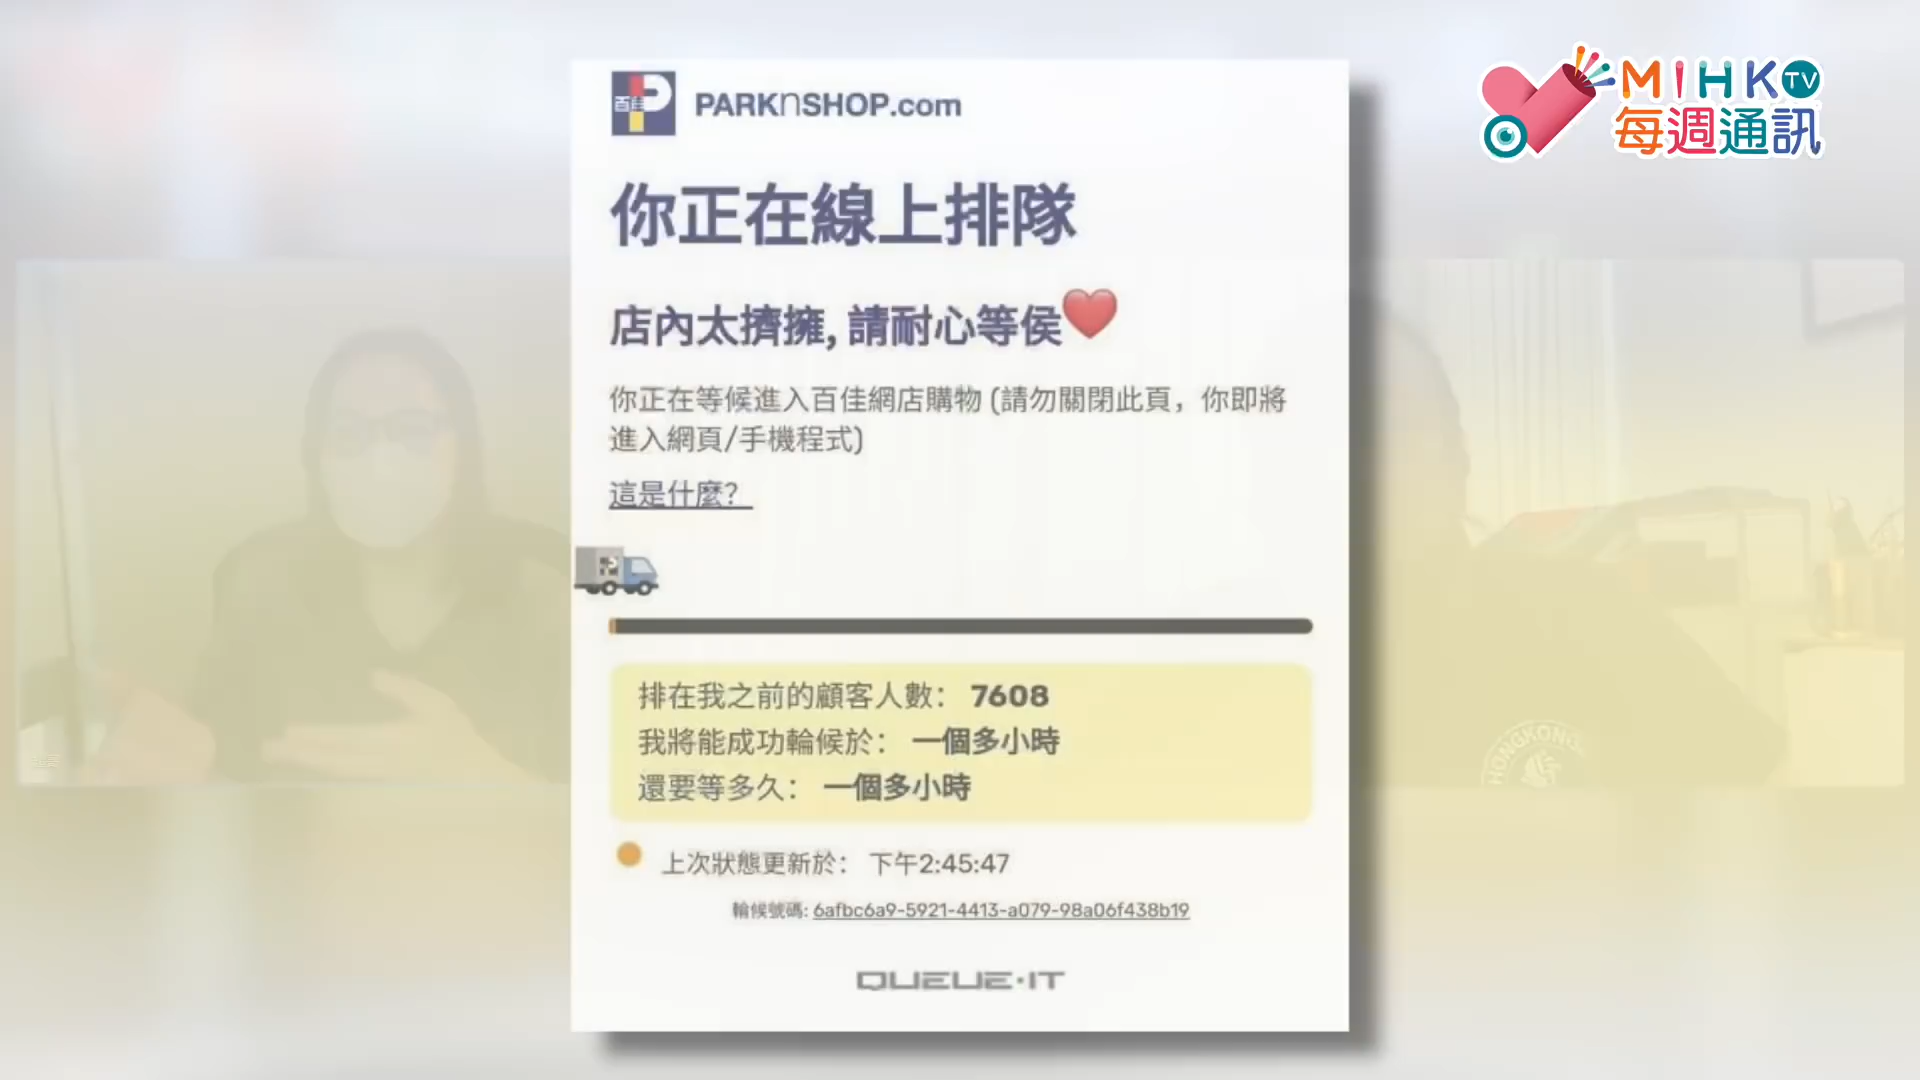 百佳
PARKnSHOP.com
MIHK TV
每週通訊
你正在線上排隊
店內太擠擁, 請耐心等侯❤️
你正在等候進入百佳網店購物 (請勿關閉此頁，你即將
進入網頁/手機程式)
這是什麼？
排在我之前的顧客人數： 7608
我將能成功輪候於： 一個多小時
還要等多久： 一個多小時
上次狀態更新於： 下午2:45:47
輪候號碼: 6afbc6a9-5921-4413-a079-98a06f438b19
QUEUE·IT
HONGKONG